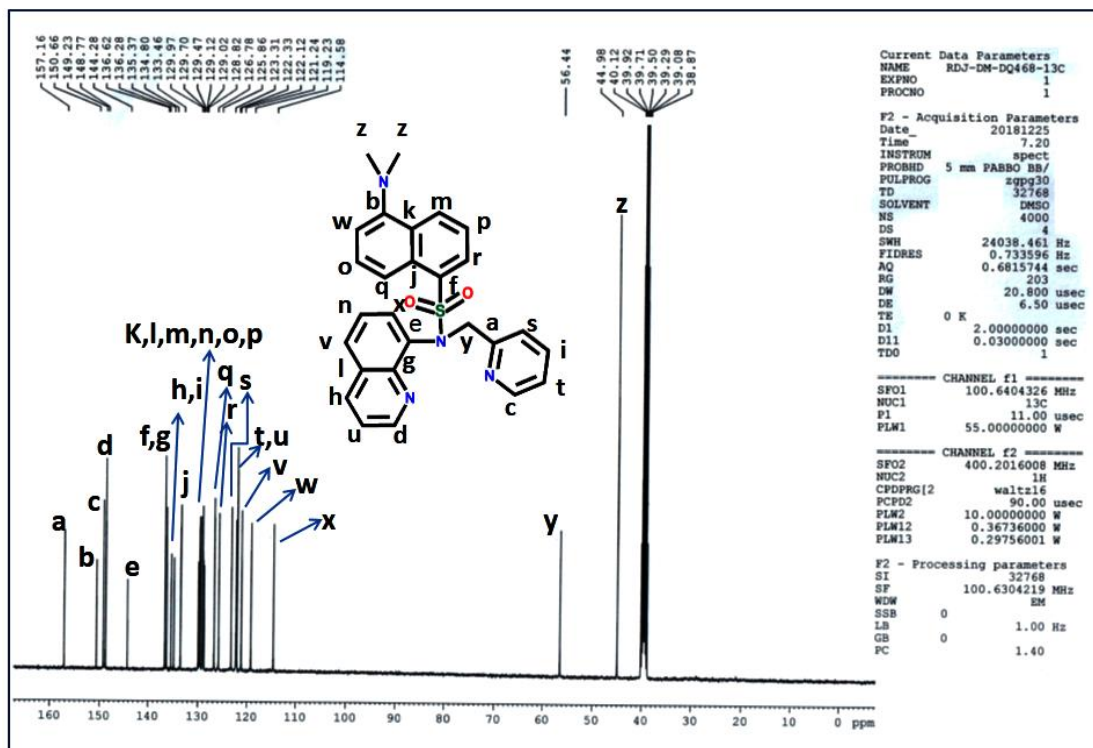 157.16
150.66
149.23
148.77
144.28
136.62
136.28
135.37
134.80
133.46
129.97
129.70
129.47
129.12
129.02
128.82
126.78
125.86
123.31
122.33
122.12
121.24
119.23
114.58
56.44
44.98
40.12
39.92
39.71
39.50
39.29
39.08
38.87
z z
N
b k m
w p
o j r
q f
n x O S O
e a s
v N y i
l g N t
h N c
u d
K,l,m,n,o,p
h,i q s
r
d f,g t,u
j v
c w
a x
b e
y
z
160 150 140 130 120 110 100 90 80 70 60 50 40 30 20 10 0 ppm
Current Data Parameters
NAME RDJ-DM-DQ468-13C
EXPNO 1
PROCNO 1
F2 - Acquisition Parameters
Date_ 20181225
Time 7.20
INSTRUM spect
PROBHD 5 mm PABBO BB/
PULPROG zgpg30
TD 32768
SOLVENT DMSO
NS 4000
DS 4
SWH 24038.461 Hz
FIDRES 0.733596 Hz
AQ 0.6815744 sec
RG 203
DW 20.800 usec
DE 6.50 usec
TE 0 K
D1 2.00000000 sec
D11 0.03000000 sec
TD0 1
======== CHANNEL f1 ========
SFO1 100.6404326 MHz
NUC1 13C
P1 11.00 usec
PLW1 55.00000000 W
======== CHANNEL f2 ========
SFO2 400.2016008 MHz
NUC2 1H
CPDPRG[2 waltz16
PCPD2 90.00 usec
PLW2 10.00000000 W
PLW12 0.36736000 W
PLW13 0.29756001 W
F2 - Processing parameters
SI 32768
SF 100.6304219 MHz
WDW EM
SSB 0
LB 1.00 Hz
GB 0
PC 1.40